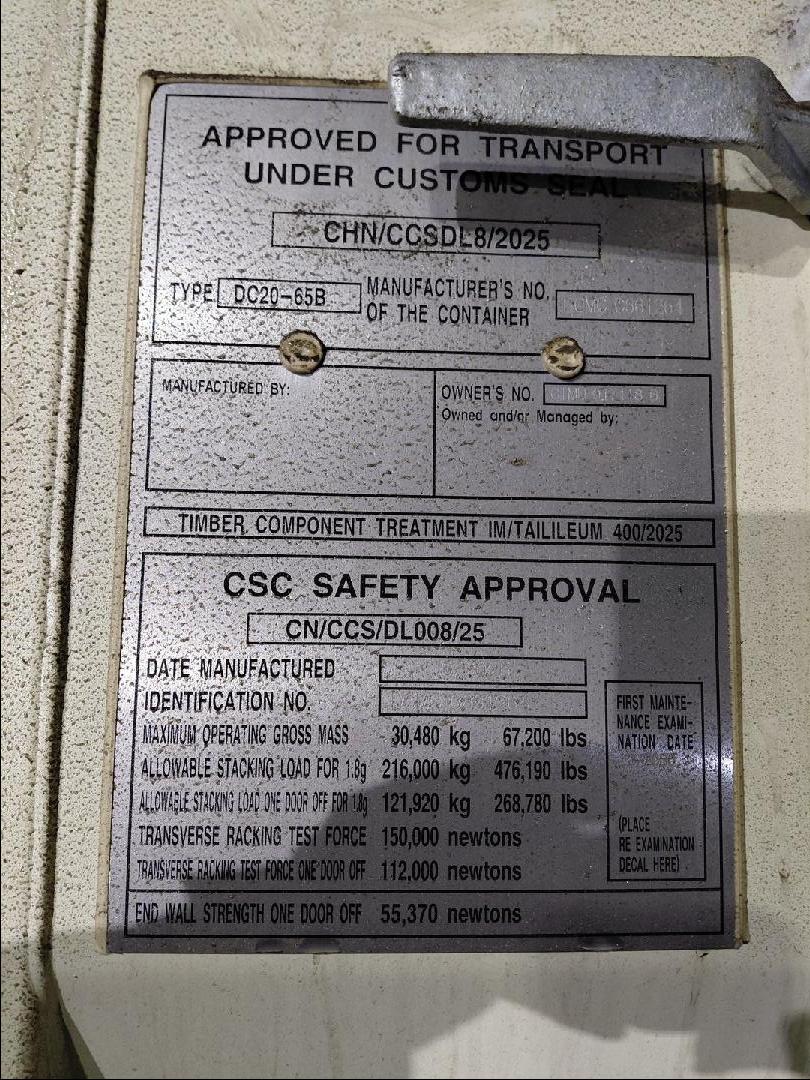 APPROVED FOR TRANSPORT
UNDER CUSTOMS SEAL
CHN/CCSDL8/2025
TYPE DC20-65B MANUFACTURER'S NO.
OF THE CONTAINER
MANUFACTURED BY:
OWNER'S NO.
Owned and/or Managed by:
TIMBER COMPONENT TREATMENT IM/TAILILEUM 400/2025
CSC SAFETY APPROVAL
CN/CCS/DL008/25
DATE MANUFACTURED
IDENTIFICATION NO.
MAXIMUM OPERATING GROSS MASS 30,480 kg 67,200 lbs
ALLOWABLE STACKING LOAD FOR 1.8g 216,000 kg 476,190 lbs
ALLOWABLE STACKING LOAD ONE DOOR OFF FOR 1.8g 121,920 kg 268,780 lbs
TRANSVERSE RACKING TEST FORCE 150,000 newtons
TRANSVERSE RACKING TEST FORCE ONE DOOR OFF 112,000 newtons
END WALL STRENGTH ONE DOOR OFF 55,370 newtons
FIRST MAINTE-
NANCE EXAMI-
NATION DATE
(PLACE
RE EXAMINATION
DECAL HERE)